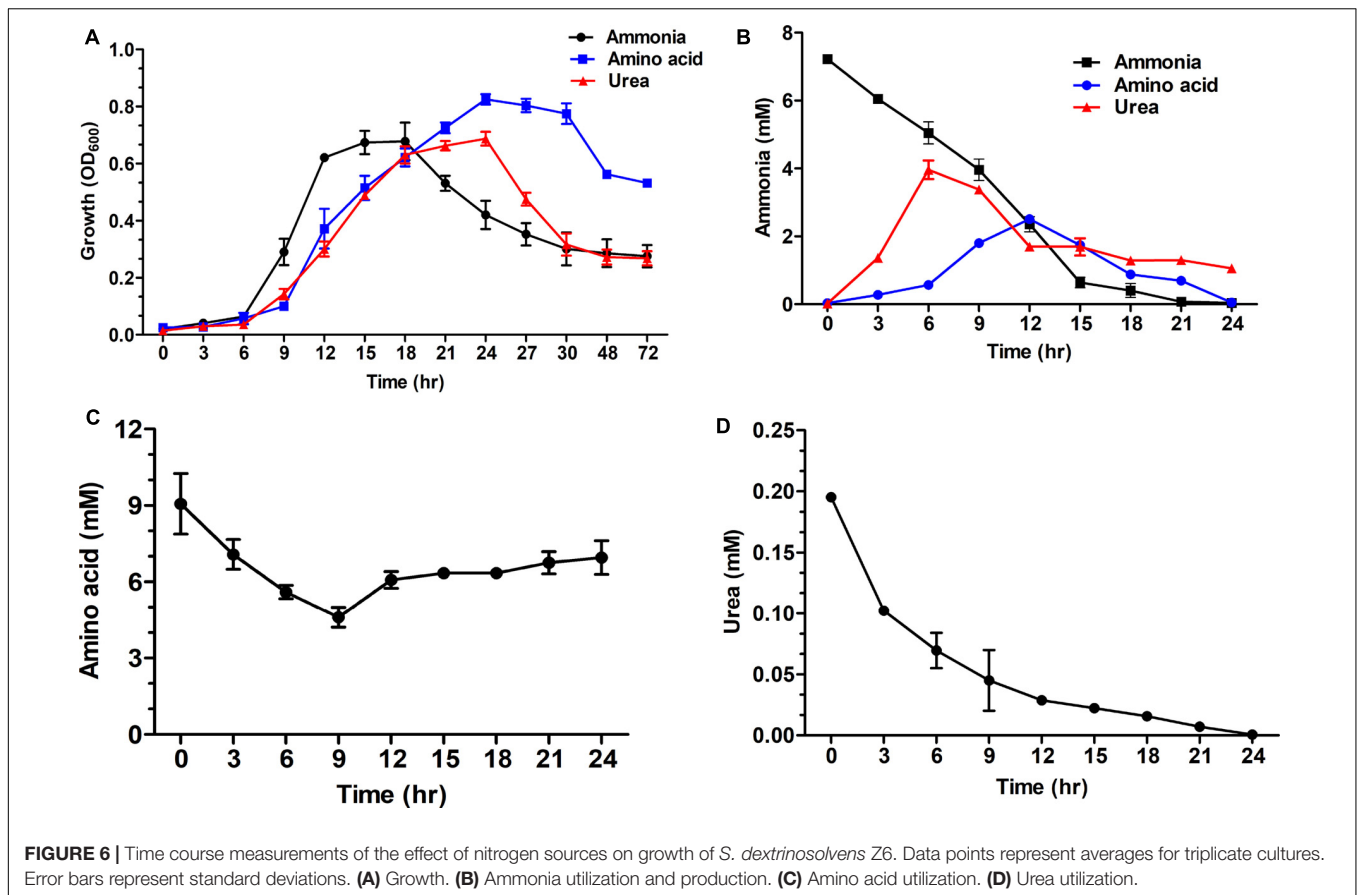 A
Ammonia
Amino acid
Urea
Growth (OD600)
1.0
0.8
0.6
0.4
0.2
0.0
0 3 6 9 12 15 18 21 24 27 30 48 72
Time (hr)
B
Ammonia
Amino acid
Urea
Ammonia (mM)
8
6
4
2
0
0 3 6 9 12 15 18 21 24
Time (hr)
C
Amino acid (mM)
12
9
6
3
0
0 3 6 9 12 15 18 21 24
Time (hr)
D
Urea (mM)
0.25
0.20
0.15
0.10
0.05
0.00
0 3 6 9 12 15 18 21 24
Time (hr)
FIGURE 6 | Time course measurements of the effect of nitrogen sources on growth of S. dextrinosolvens Z6. Data points represent averages for triplicate cultures.
Error bars represent standard deviations. (A) Growth. (B) Ammonia utilization and production. (C) Amino acid utilization. (D) Urea utilization.